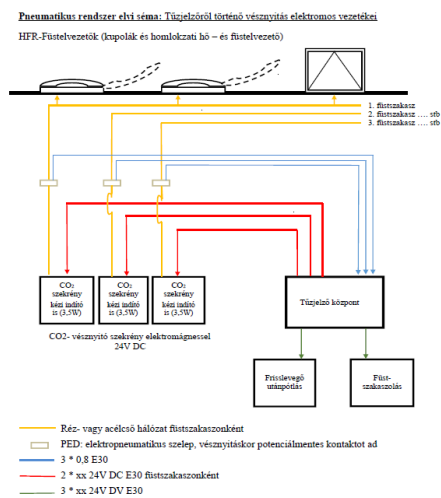 Pneumatikus rendszer elvi séma: Tűzjelzőről történő vésznyitás elektromos vezetékei
HFR-Füstelvezetők (kupolák és homlokzati hő – és füstelvezető)
1. füstszakasz
2. füstszakasz …. stb
3. füstszakasz …. stb
CO₂
szekrény
kézi indító
is (3,5W)
CO₂
szekrény
kézi indító
is (3,5W)
CO₂
szekrény
kézi indító
is (3,5W)
Tűzjelző központ
CO2- vésznyitó szekrény elektromágnessel
24V DC
Frisslevegő
utánpótlás
Füst-
szakaszolás
Réz- vagy acélcső hálózat füstszakaszonként
PED: elektropneumatikus szelep, vésznyitáskor potenciálmentes kontaktot ad
3 * 0,8 E30
2 * xx 24V DC E30 füstszakaszonként
3 * xx 24V DV E30